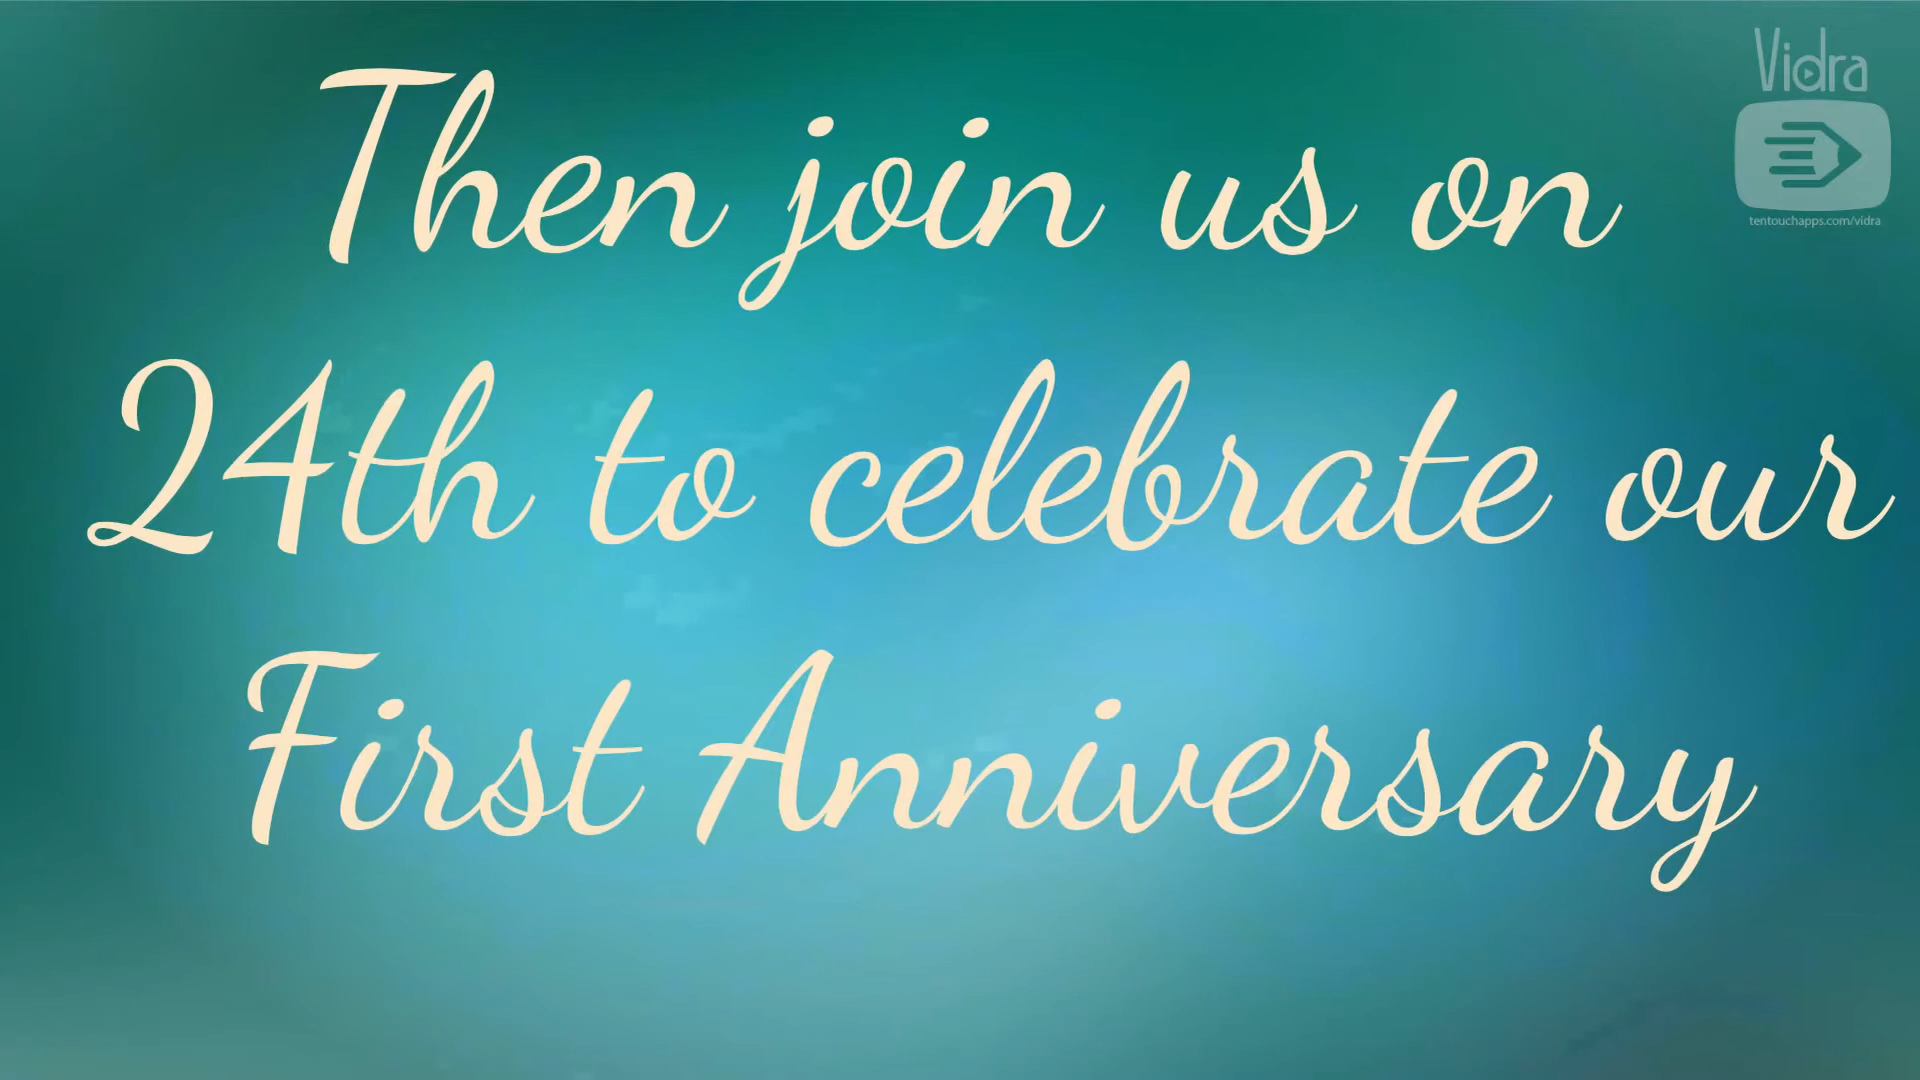 Vidra
tentouchapps.com/vidra
Then join us on
24th to celebrate our
First Anniversary